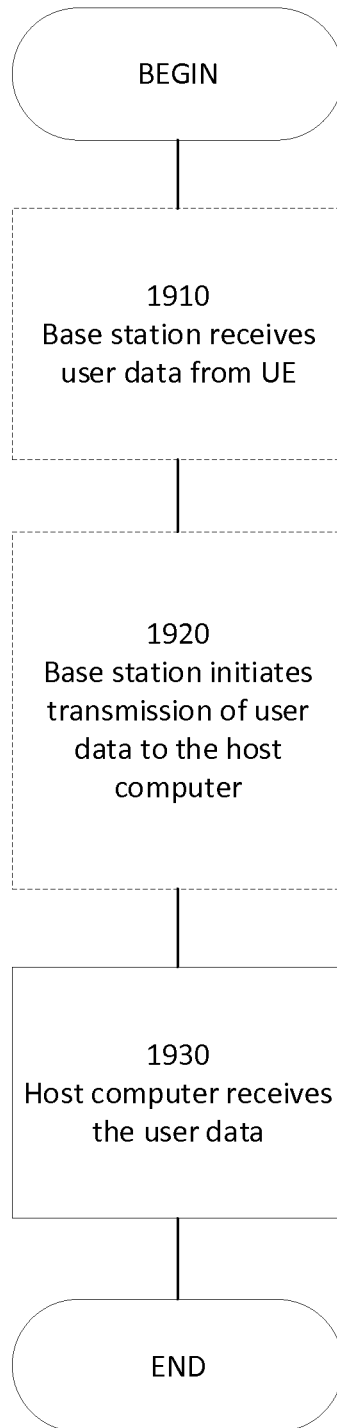 BEGIN
1910
Base station receives
user data from UE
1920
Base station initiates
transmission of user
data to the host
computer
1930
Host computer receives
the user data
END